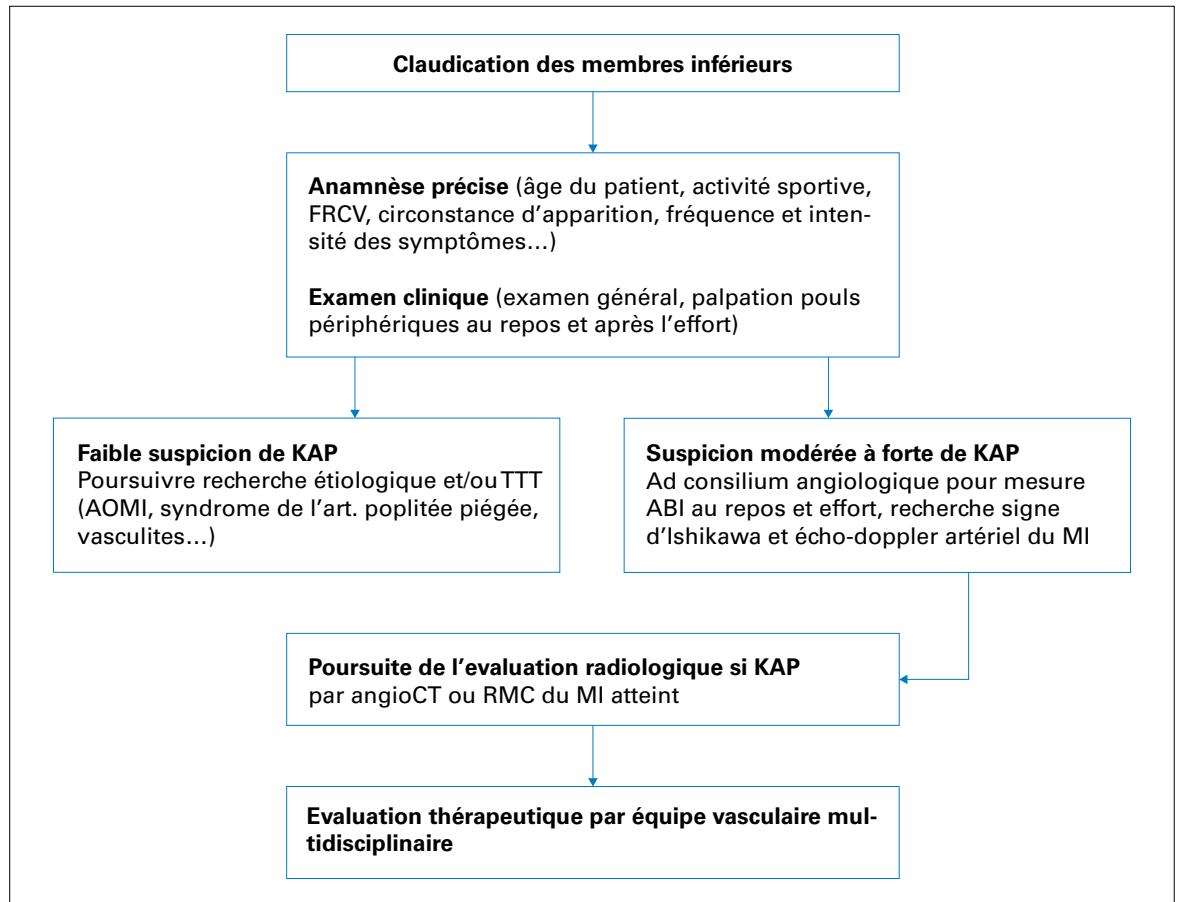 Claudication des membres inférieurs
Anamnèse précise (âge du patient, activité sportive,
FRCV, circonstance d'apparition, fréquence et inten-
sité des symptômes…)
Examen clinique (examen général, palpation pouls
périphériques au repos et après l'effort)
Faible suspicion de KAP
Poursuivre recherche étiologique et/ou TTT
(AOMI, syndrome de l'art. poplitée piégée,
vasculites…)
Suspicion modérée à forte de KAP
Ad consilium angiologique pour mesure
ABI au repos et effort, recherche signe
d'Ishikawa et écho-doppler artériel du MI
Poursuite de l'evaluation radiologique si KAP
par angioCT ou RMC du MI atteint
Evaluation thérapeutique par équipe vasculaire mul-
tidisciplinaire